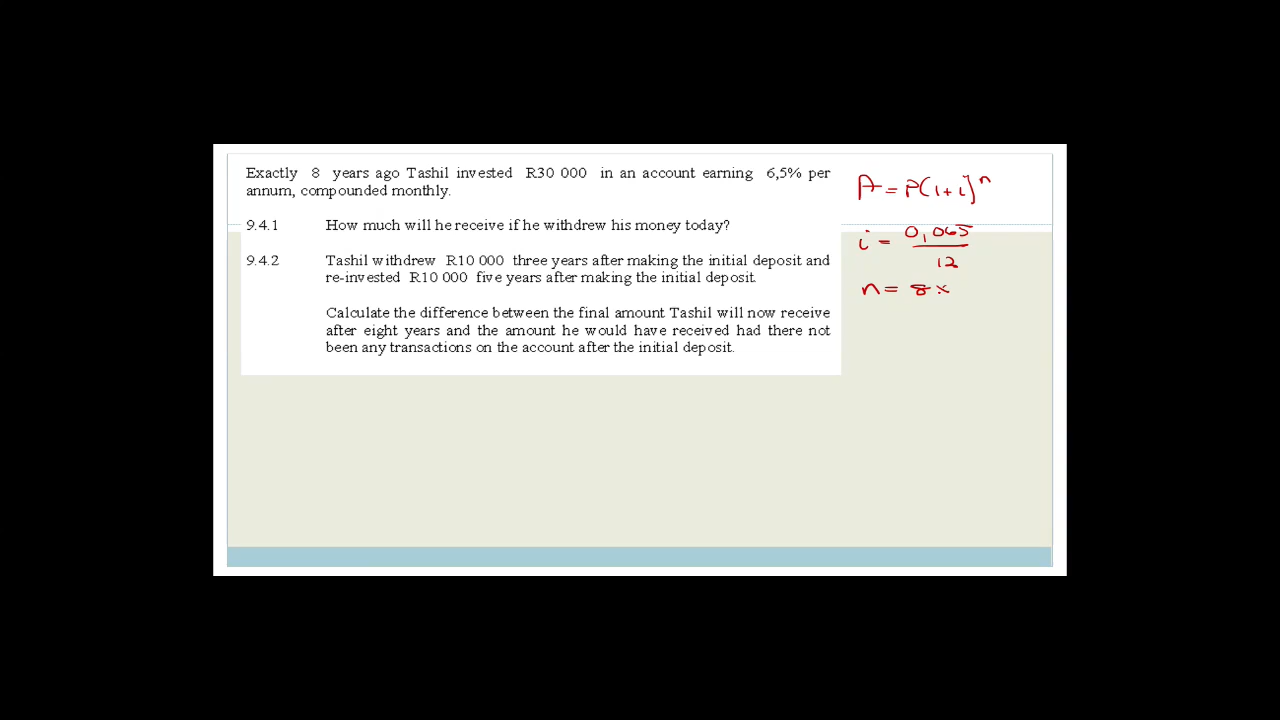 Exactly 8 years ago Tashil invested R30 000 in an account earning 6,5% per
annum, compounded monthly.
9.4.1 How much will he receive if he withdrew his money today?
9.4.2 Tashil withdrew R10 000 three years after making the initial deposit and
re-invested R10 000 five years after making the initial deposit.
Calculate the difference between the final amount Tashil will now receive
after eight years and the amount he would have received had there not
been any transactions on the account after the initial deposit.
A = P(1+i)^n
i = 0,065
12
n = 8×